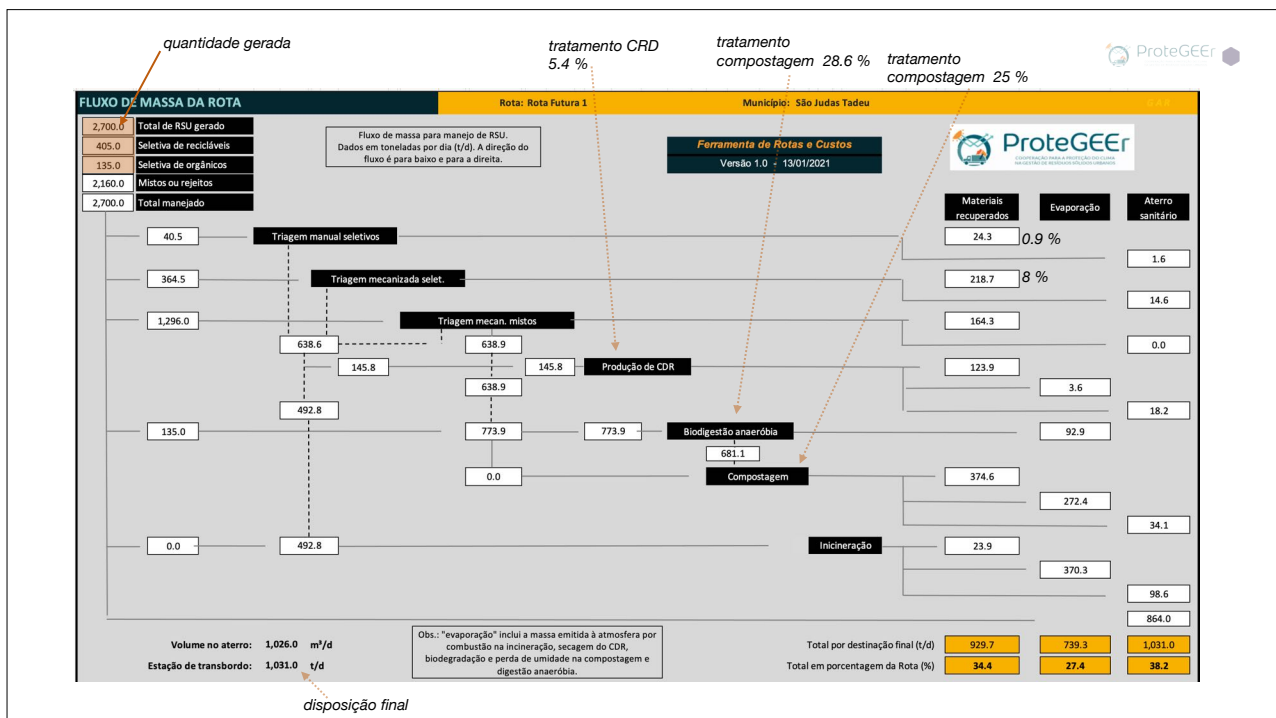 quantidade gerada
tratamento CRD
5.4 %
tratamento
compostagem 28.6 %
tratamento
compostagem 25 %
ProteGEEr
FLUXO DE MASSA DA ROTA
Rota: Rota Futura 1
Município: São Judas Tadeu
G A R
2,700.0 Total de RSU gerado
405.0 Seletiva de recicláveis
135.0 Seletiva de orgânicos
2,160.0 Mistos ou rejeitos
2,700.0 Total manejado
Fluxo de massa para manejo de RSU.
Dados em toneladas por dia (t/d). A direção do
fluxo é para baixo e para a direita.
Ferramenta de Rotas e Custos
Versão 1.0 - 13/01/2021
ProteGEEr
COOPERAÇÃO PARA A PROTEÇÃO DO CLIMA
NA GESTÃO DE RESÍDUOS SÓLIDOS URBANOS
Materiais
recuperados
Evaporação
Aterro
sanitário
40.5 Triagem manual seletivos 24.3 0.9 %
1.6
364.5 Triagem mecanizada selet. 218.7 8 %
14.6
1,296.0 Triagem mecan. mistos 164.3
638.6 638.9 0.0
145.8 145.8 Produção de CDR 123.9
638.9 3.6
492.8 18.2
135.0 773.9 773.9 Biodigestão anaeróbia 92.9
681.1
0.0 Compostagem 374.6
272.4
34.1
0.0 492.8 Inicineração 23.9
370.3
98.6
864.0
Volume no aterro: 1,026.0 m³/d
Estação de transbordo: 1,031.0 t/d
Obs.: "evaporação" inclui a massa emitida à atmosfera por
combustão na incineração, secagem do CDR,
biodegradação e perda de umidade na compostagem e
digestão anaeróbia.
Total por destinação final (t/d) 929.7 739.3 1,031.0
Total em porcentagem da Rota (%) 34.4 27.4 38.2
disposição final